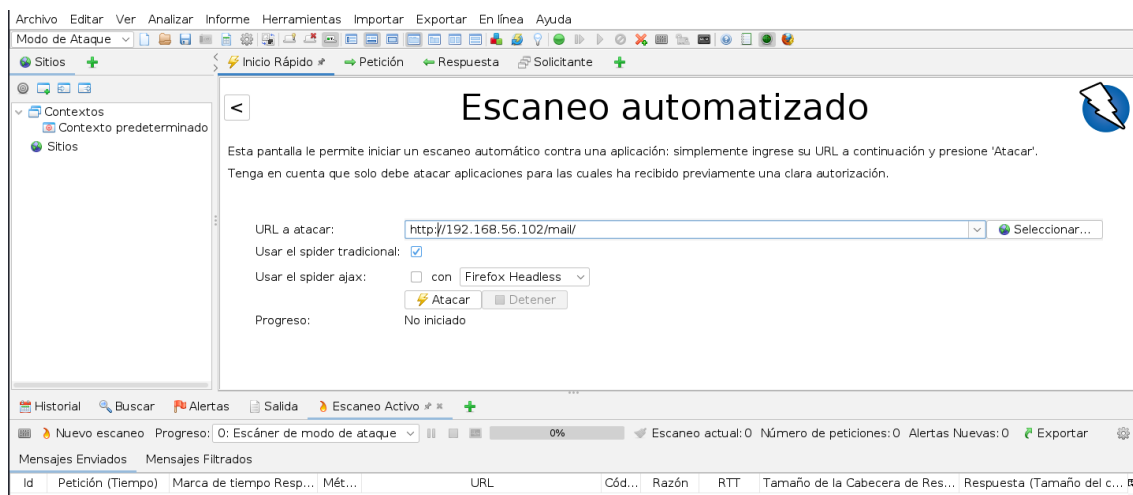 Archivo Editar Ver Analizar Informe Herramientas Importar Exportar En línea Ayuda
Modo de Ataque
Sitios
Inicio Rápido Petición Respuesta Solicitante
Contextos
Contexto predeterminado
Sitios
<
Escaneo automatizado
Esta pantalla le permite iniciar un escaneo automático contra una aplicación: simplemente ingrese su URL a continuación y presione 'Atacar'.
Tenga en cuenta que solo debe atacar aplicaciones para las cuales ha recibido previamente una clara autorización.
URL a atacar: http://192.168.56.102/mail/ Seleccionar...
Usar el spider tradicional:
Usar el spider ajax: con Firefox Headless
Atacar Detener
Progreso: No iniciado
Historial Buscar Alertas Salida Escaneo Activo
Nuevo escaneo Progreso: 0: Escáner de modo de ataque 0% Escaneo actual: 0 Número de peticiones: 0 Alertas Nuevas: 0 Exportar
Mensajes Enviados Mensajes Filtrados
Id Petición (Tiempo) Marca de tiempo Resp... Mét... URL Cód... Razón RTT Tamaño de la Cabecera de Res... Respuesta (Tamaño del c...